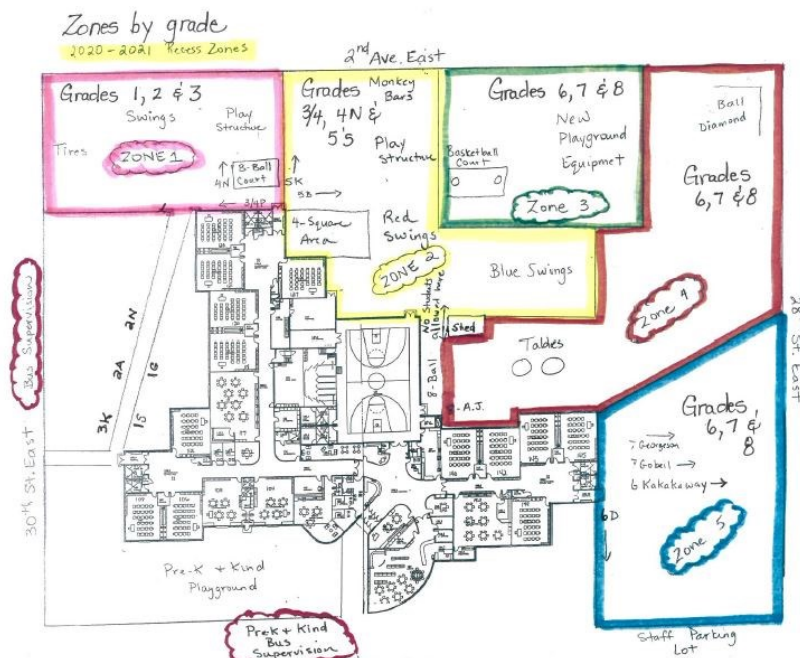 Zones by grade
2020-2021 Recess Zones
2nd Ave. East
Grades 1, 2 & 3
Swings
Play
Structure
Tires
ZONE 1
4N
8-Ball
Court
5K
3/4P
Grades
3/4, 4N &
5's
Monkey
Bars
Play
structure
5B
4-Square
Area
Red
Swings
ZONE 2
Blue Swings
No Students
allowed here
Grades 6, 7 & 8
New
Playground
Equipmet
Basketball
Court
Zone 3
Ball
Diamond
Grades
6, 7 & 8
Zone 4
28 St. East
Shed
Tables
8-Ball
8-A.J.
Grades
6, 7 &
8
7 Georgeson
7 Gobeil
6 Kakakaway
6D
Zone 5
Staff Parking
Lot
Bus Supervision
30th St. East
3K 2A 2N
1S 1G
Pre-K + Kind
Playground
PreK + Kind
Bus
Supervision